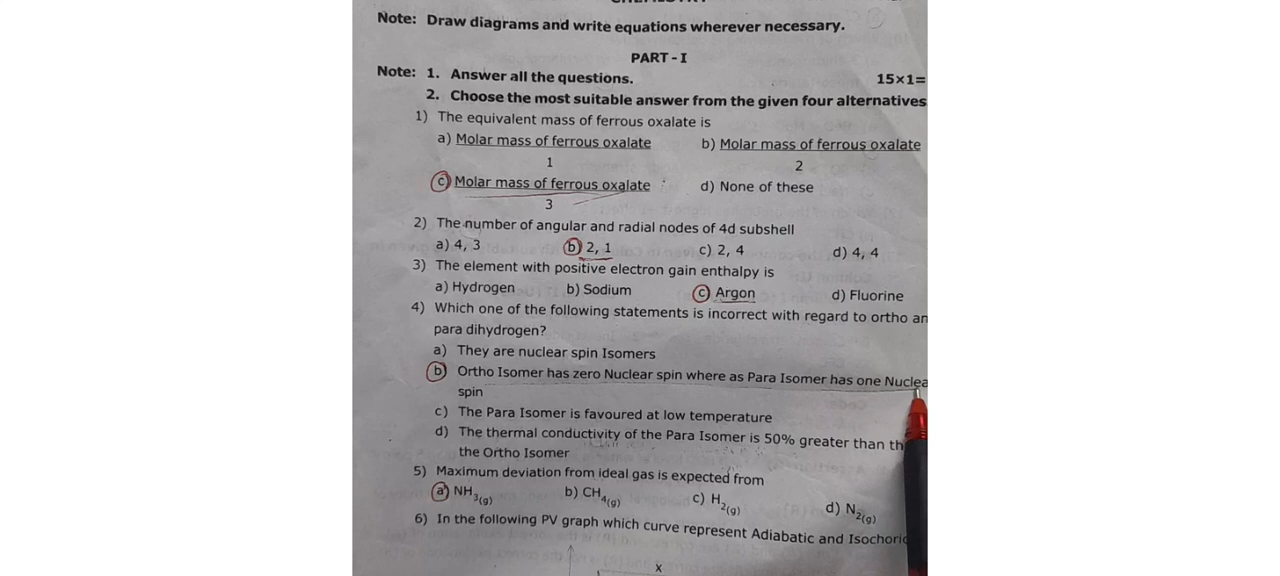 Note: Draw diagrams and write equations wherever necessary.
PART - I
Note: 1. Answer all the questions. 15×1=
2. Choose the most suitable answer from the given four alternatives
1) The equivalent mass of ferrous oxalate is
a) Molar mass of ferrous oxalate b) Molar mass of ferrous oxalate
1 2
c) Molar mass of ferrous oxalate d) None of these
3
2) The number of angular and radial nodes of 4d subshell
a) 4, 3 b) 2, 1 c) 2, 4 d) 4, 4
3) The element with positive electron gain enthalpy is
a) Hydrogen b) Sodium c) Argon d) Fluorine
4) Which one of the following statements is incorrect with regard to ortho an
para dihydrogen?
a) They are nuclear spin Isomers
b) Ortho Isomer has zero Nuclear spin where as Para Isomer has one Nuclea
spin
c) The Para Isomer is favoured at low temperature
d) The thermal conductivity of the Para Isomer is 50% greater than th
the Ortho Isomer
5) Maximum deviation from ideal gas is expected from
a) NH3(g) b) CH4(g) c) H2(g) d) N2(g)
6) In the following PV graph which curve represent Adiabatic and Isochoric
x